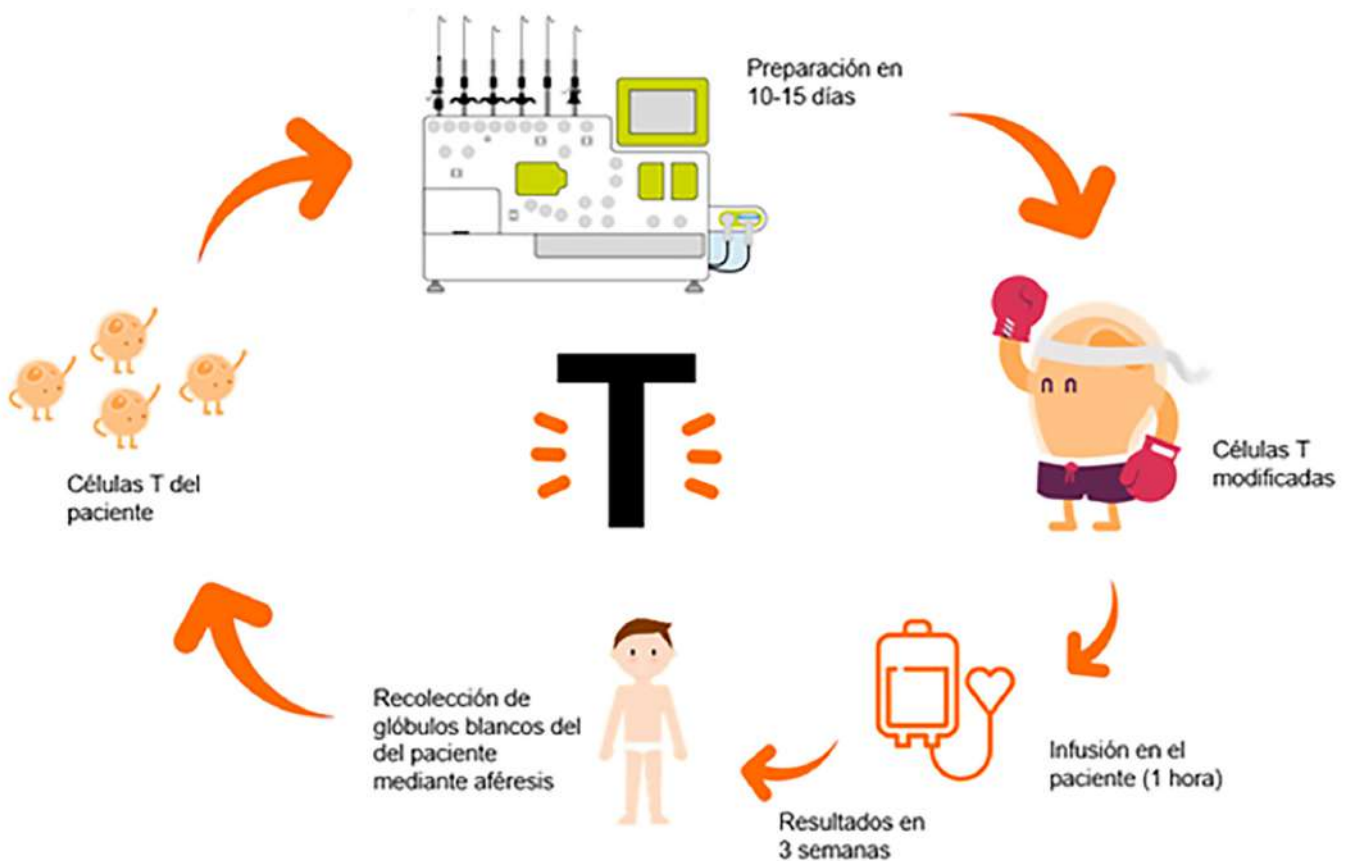 Preparación en
10-15 días
Células T
modificadas
Infusión en el
paciente (1 hora)
Resultados en
3 semanas
Recolección de
glóbulos blancos del
del paciente
mediante aféresis
Células T del
paciente
T